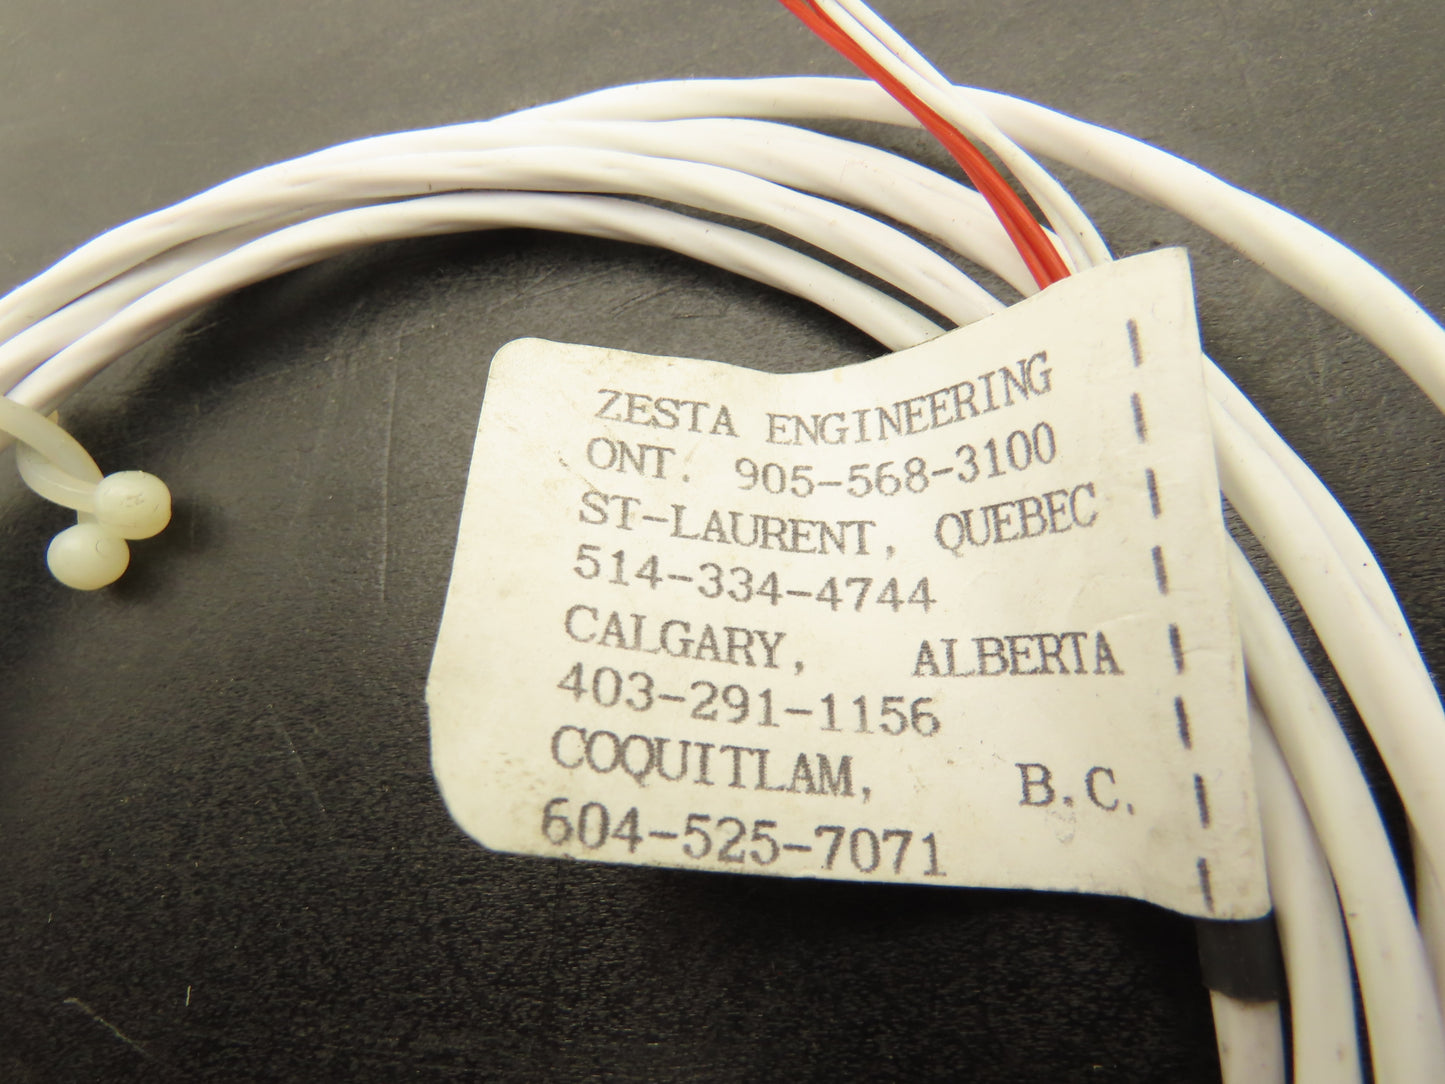 ZESTA ENGINEERING
ONT. 905-568-3100
ST-LAURENT, QUEBEC
514-334-4744
CALGARY, ALBERTA
403-291-1156
COQUITLAM, B.C.
604-525-7071